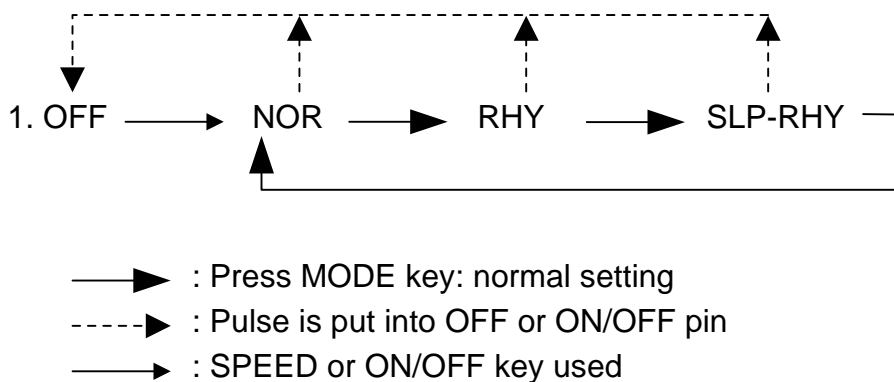 1. OFF NOR RHY SLP-RHY
: Press MODE key: normal setting
: Pulse is put into OFF or ON/OFF pin
: SPEED or ON/OFF key used